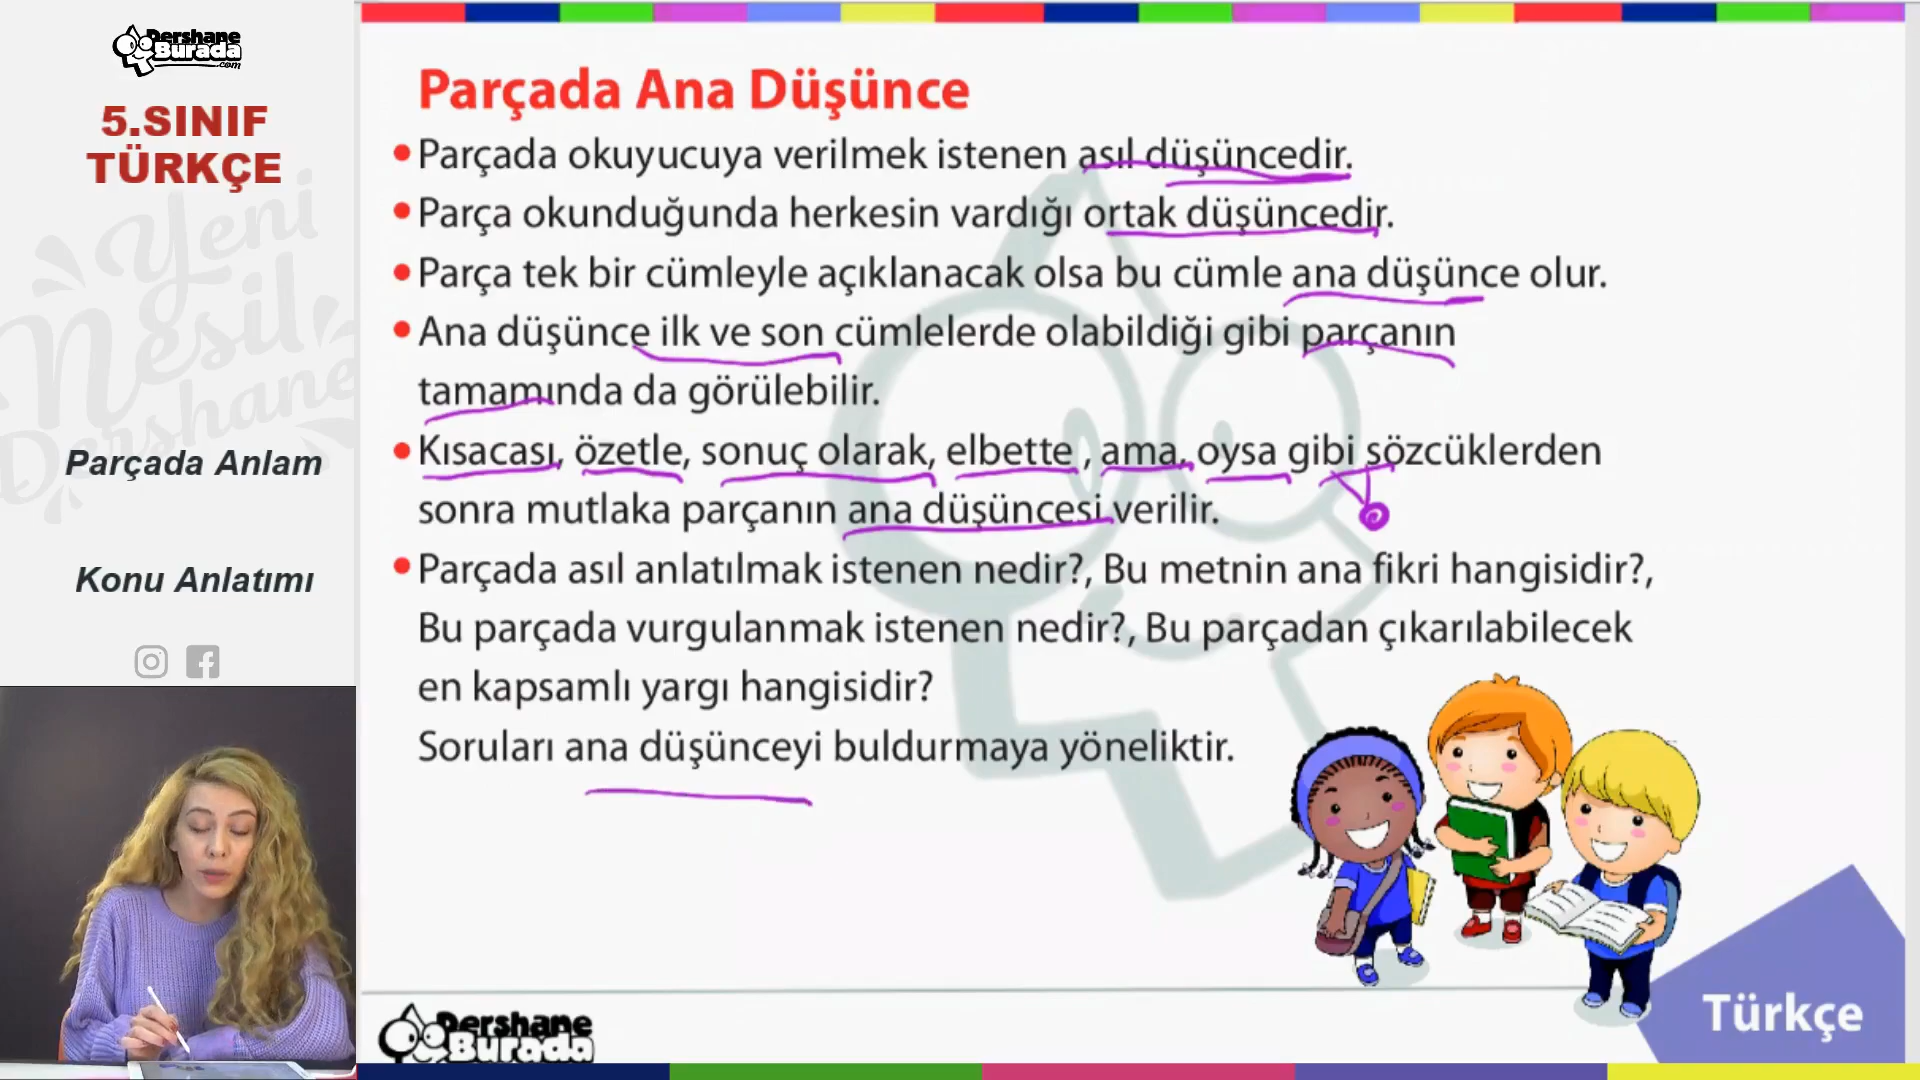 Dershane
Burada
.com
5.SINIF
TÜRKÇE
Yeni
Nesil
Dershane
Parçada Anlam
Konu Anlatımı
Parçada Ana Düşünce
• Parçada okuyucuya verilmek istenen asıl düşüncedir.
• Parça okunduğunda herkesin vardığı ortak düşüncedir.
• Parça tek bir cümleyle açıklanacak olsa bu cümle ana düşünce olur.
• Ana düşünce ilk ve son cümlelerde olabildiği gibi parçanın
tamamında da görülebilir.
• Kısacası, özetle, sonuç olarak, elbette , ama, oysa gibi sözcüklerden
sonra mutlaka parçanın ana düşüncesi verilir.
• Parçada asıl anlatılmak istenen nedir?, Bu metnin ana fikri hangisidir?,
Bu parçada vurgulanmak istenen nedir?, Bu parçadan çıkarılabilecek
en kapsamlı yargı hangisidir?
Soruları ana düşünceyi buldurmaya yöneliktir.
Dershane
Burada
Türkçe